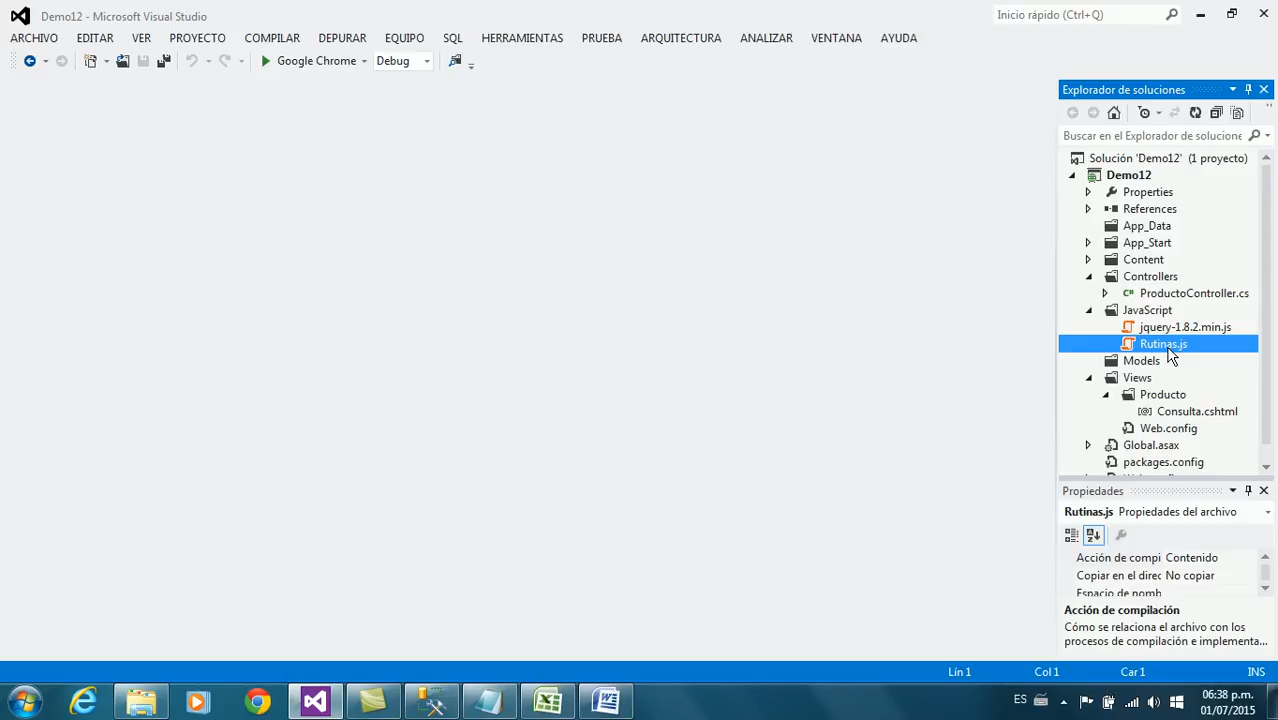 Demo12 - Microsoft Visual Studio
Inicio rápido (Ctrl+Q)
ARCHIVO EDITAR VER PROYECTO COMPILAR DEPURAR EQUIPO SQL HERRAMIENTAS PRUEBA ARQUITECTURA ANALIZAR VENTANA AYUDA
Google Chrome Debug
Explorador de soluciones
Buscar en el Explorador de solucione
Solución 'Demo12' (1 proyecto)
Demo12
Properties
References
App_Data
App_Start
Content
Controllers
C# ProductoController.cs
JavaScript
jquery-1.8.2.min.js
Rutinas.js
Models
Views
Producto
[@] Consulta.cshtml
Web.config
Global.asax
packages.config
Propiedades
Rutinas.js Propiedades del archivo
Acción de compi Contenido
Copiar en el direc No copiar
Espacio de nomb
Acción de compilación
Cómo se relaciona el archivo con los
procesos de compilación e implementa...
Lín 1 Col 1 Car 1 INS
ES
06:38 p.m.
01/07/2015